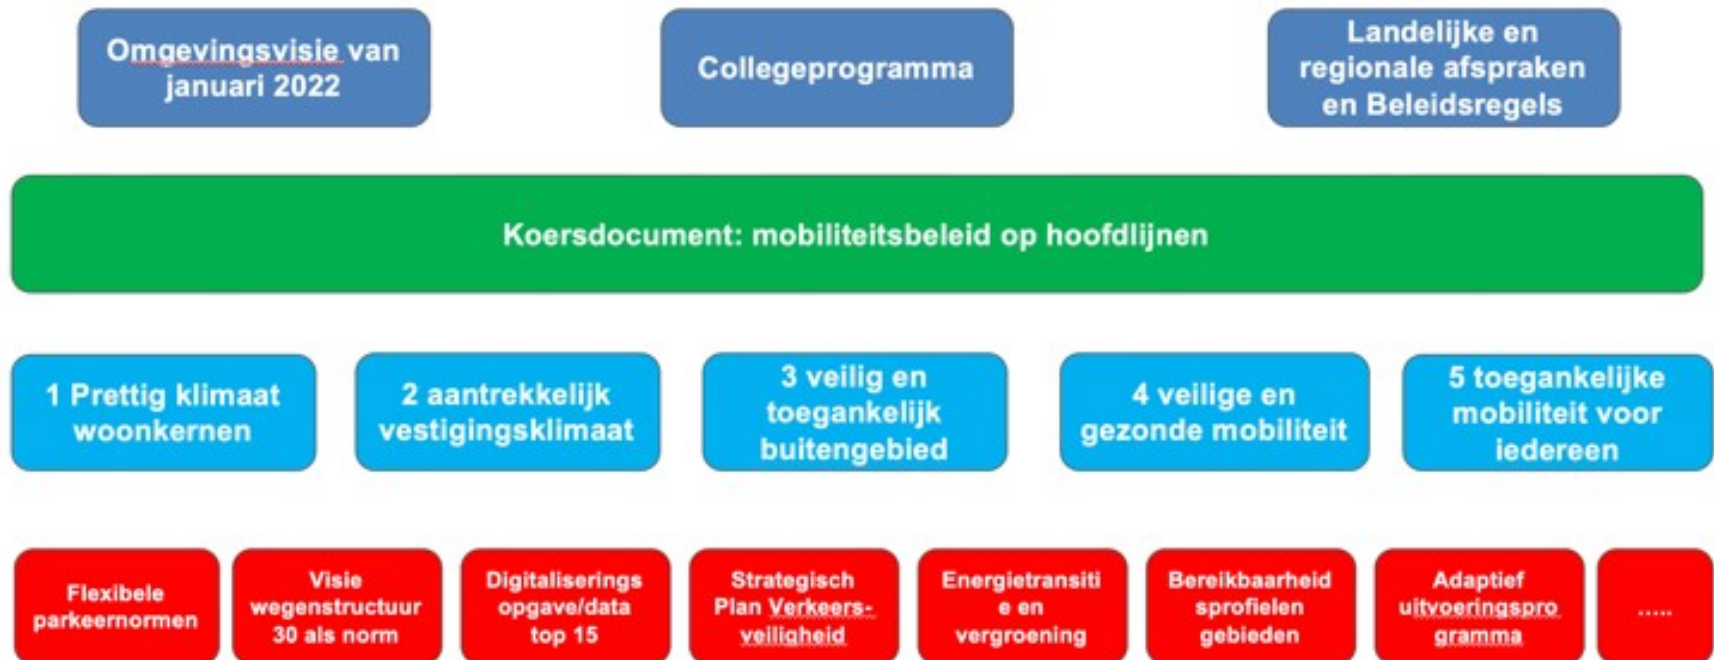 Omgevingsvisie van
januari 2022
Collegeprogramma
Landelijke en
regionale afspraken
en Beleidsregels
Koersdocument: mobiliteitsbeleid op hoofdlijnen
1 Prettig klimaat
woonkernen
2 aantrekkelijk
vestigingsklimaat
3 veilig en
toegankelijk
buitengebied
4 veilige en
gezonde mobiliteit
5 toegankelijke
mobiliteit voor
iedereen
Flexibele
parkeernormen
Visie
wegenstructuur
30 als norm
Digitaliserings
opgave/data
top 15
Strategisch
Plan Verkeers-
veiligheid
Energietransiti
e en
vergroening
Bereikbaarheid
sprofielen
gebieden
Adaptief
uitvoeringspro
gramma
.....